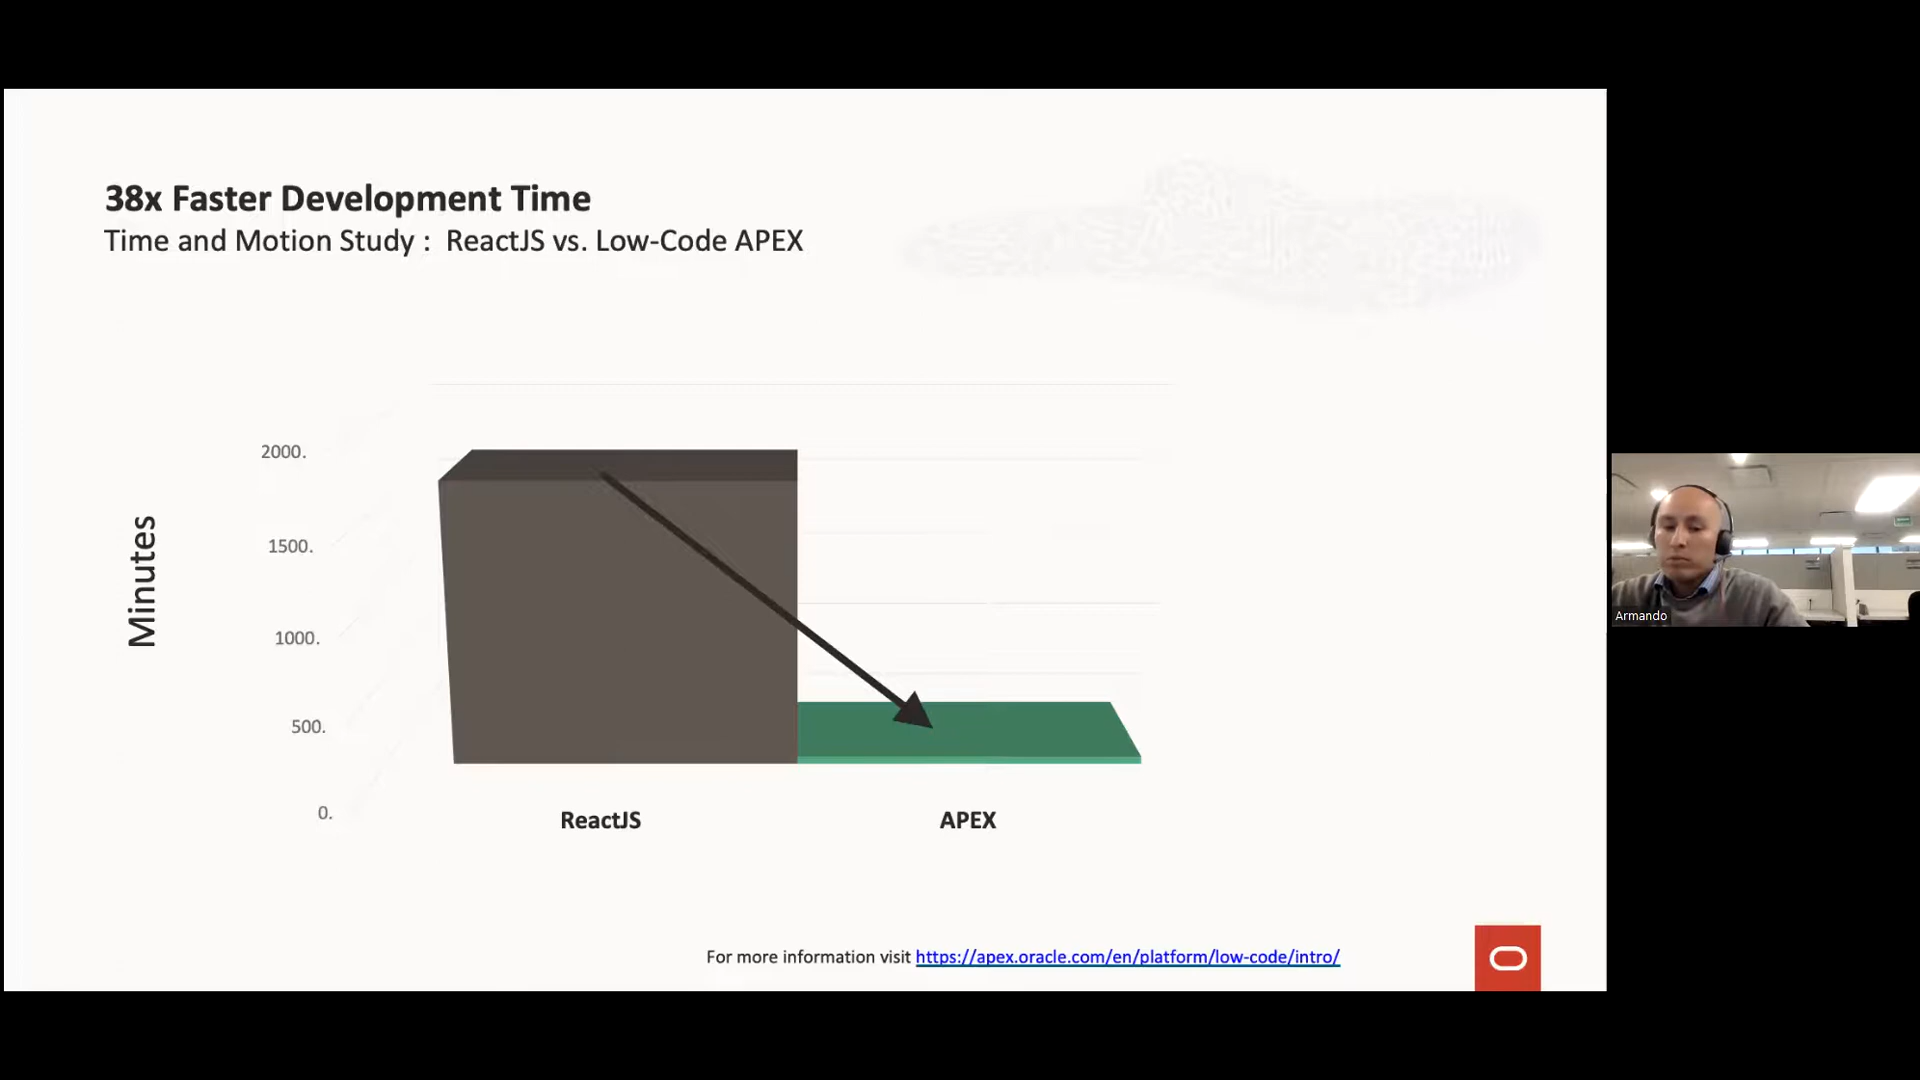 38x Faster Development Time
Time and Motion Study : ReactJS vs. Low-Code APEX
Minutes
2000.
1500.
1000.
500.
0.
ReactJS
APEX
For more information visit https://apex.oracle.com/en/platform/low-code/intro/
Armando